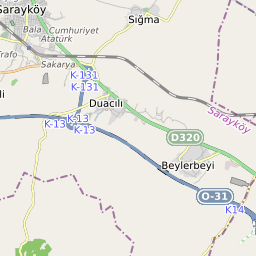 Sarayköy
Bala
Cumhuriyet
Atatürk
Trafo
Sakarya
Sığma
K-131
K-131
Duacılı
K-13
K-13
K-13
Sarayköy
D320
Beylerbeyi
O-31
K14